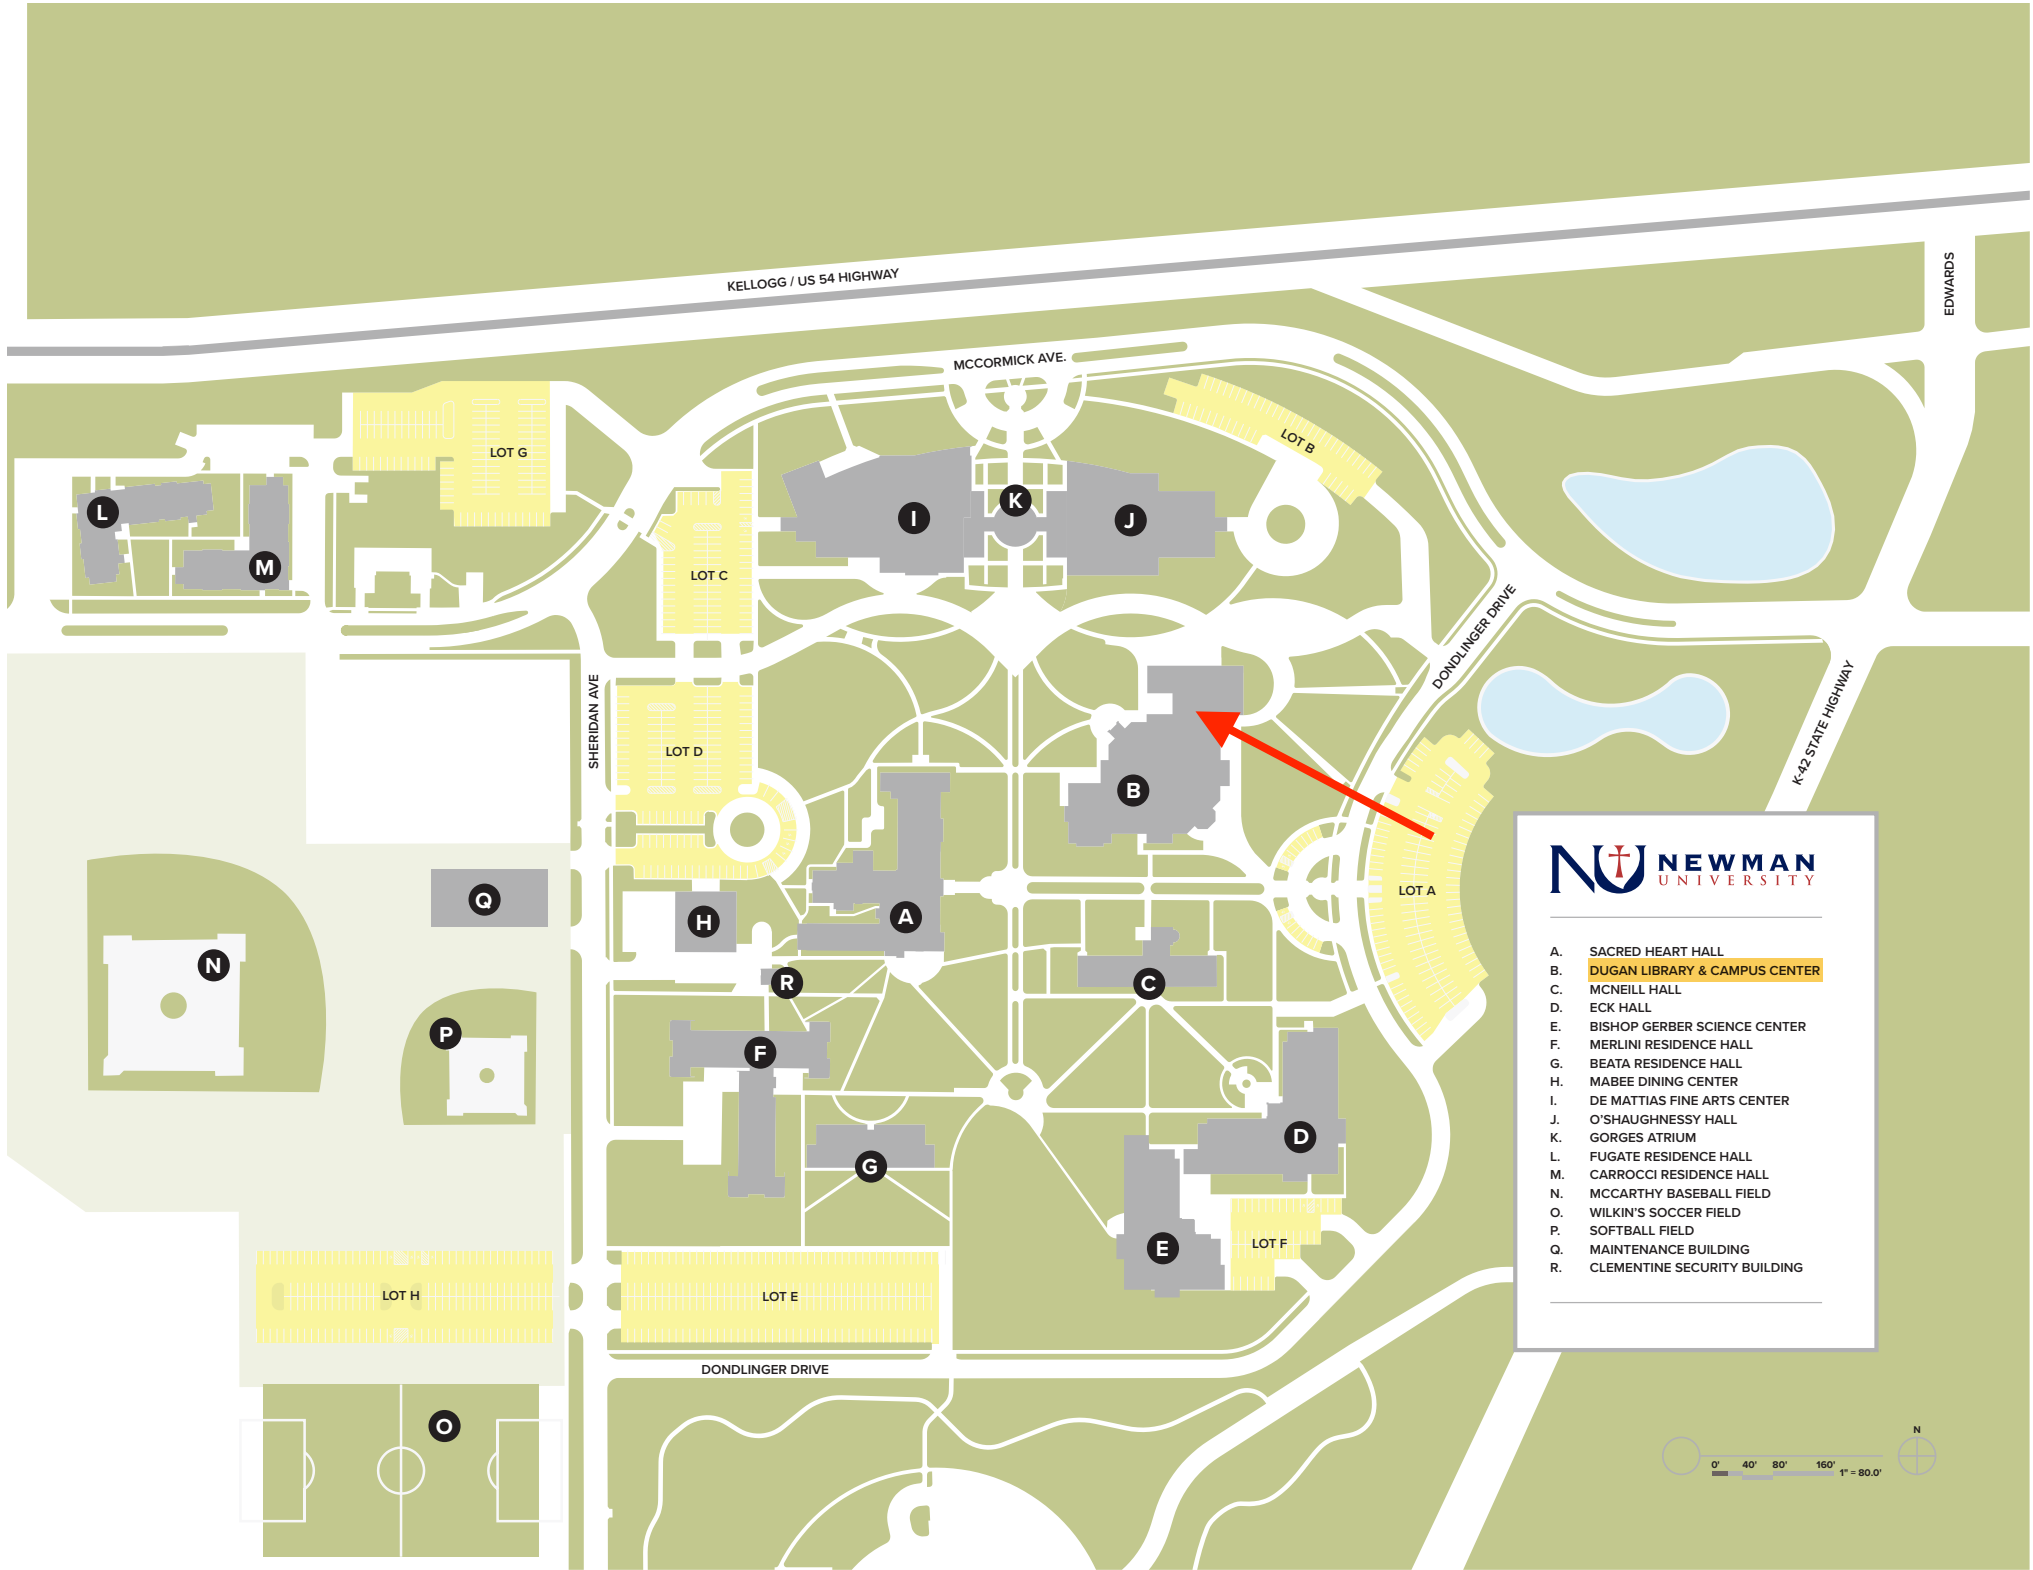 KELLOGG / US 54 HIGHWAY
EDWARDS
MCCORMICK AVE.
LOT B
LOT G
L
M
I
K
J
LOT C
DONDLINGER DRIVE
SHERIDAN AVE
LOT D
B
K-42 STATE HIGHWAY
LOT A
Q
H
A
N
R
C
P
F
D
G
E
LOT F
LOT H
LOT E
DONDLINGER DRIVE
O
NU NEWMAN
UNIVERSITY
A. SACRED HEART HALL
B. DUGAN LIBRARY & CAMPUS CENTER
C. MCNEILL HALL
D. ECK HALL
E. BISHOP GERBER SCIENCE CENTER
F. MERLINI RESIDENCE HALL
G. BEATA RESIDENCE HALL
H. MABEE DINING CENTER
I. DE MATTIAS FINE ARTS CENTER
J. O'SHAUGHNESSY HALL
K. GORGES ATRIUM
L. FUGATE RESIDENCE HALL
M. CARROCCI RESIDENCE HALL
N. MCCARTHY BASEBALL FIELD
O. WILKIN'S SOCCER FIELD
P. SOFTBALL FIELD
Q. MAINTENANCE BUILDING
R. CLEMENTINE SECURITY BUILDING
N
0' 40' 80' 160'
1" = 80.0'